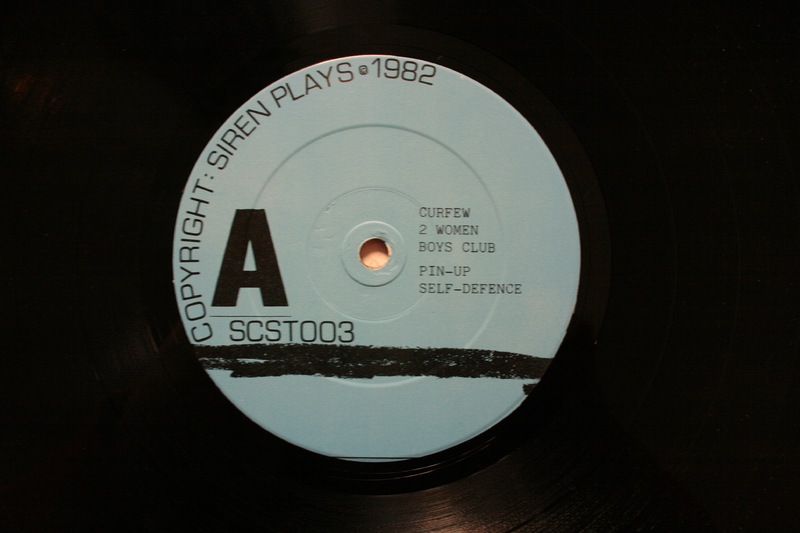 COPYRIGHT: SIREN PLAYS © 1982
CURFEW
2 WOMEN
BOYS CLUB
PIN-UP
SELF-DEFENCE
A
SCST003